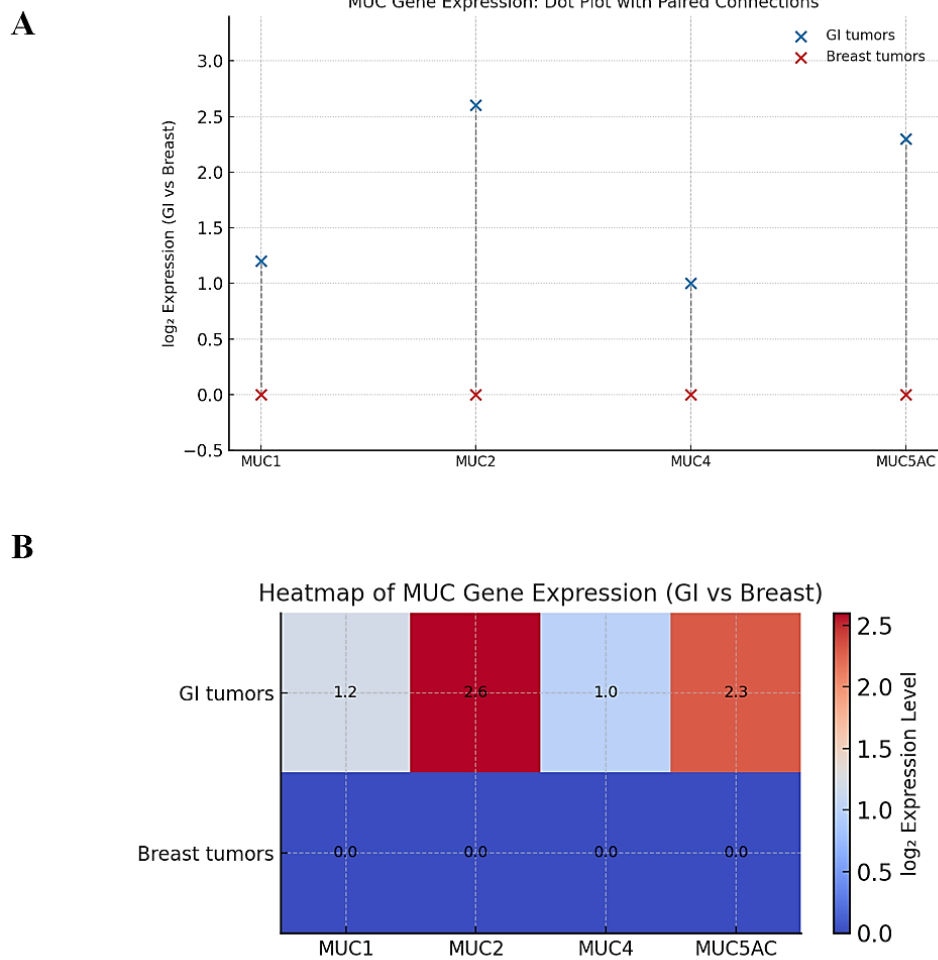 A
MUC Gene Expression: Dot Plot with Paired Connections
GI tumors
Breast tumors
log₂ Expression (GI vs Breast)
3.0
2.5
2.0
1.5
1.0
0.5
0.0
−0.5
MUC1 MUC2 MUC4 MUC5AC
B
Heatmap of MUC Gene Expression (GI vs Breast)
GI tumors 1.2 2.6 1.0 2.3
Breast tumors 0.0 0.0 0.0 0.0
MUC1 MUC2 MUC4 MUC5AC
2.5
2.0
1.5
1.0
0.5
0.0
log₂ Expression Level